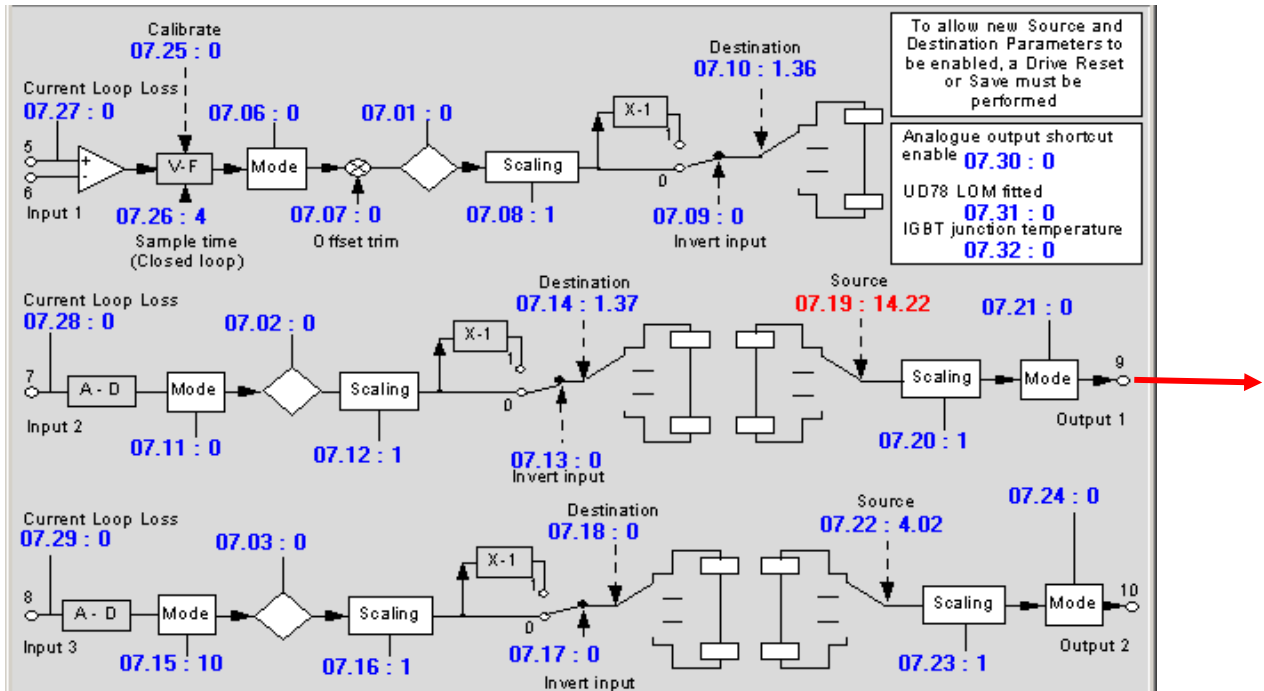 Calibrate
07.25 : 0
Current Loop Loss
07.27 : 0
07.06 : 0
07.01 : 0
Destination
07.10 : 1.36
X-1
1
0
5
6
+
-
V-F
Mode
Scaling
Input 1
07.26 : 4
07.07 : 0
07.08 : 1
07.09 : 0
Sample time
(Closed loop)
Offset trim
Invert input
To allow new Source and
Destination Parameters to
be enabled, a Drive Reset
or Save must be
performed
Analogue output shortcut
enable 07.30 : 0
UD78 LOM fitted
07.31 : 0
IGBT junction temperature
07.32 : 0
Current Loop Loss
07.28 : 0
07.02 : 0
Destination
07.14 : 1.37
X-1
1
0
7
A - D
Mode
Scaling
Input 2
07.11 : 0
07.12 : 1
07.13 : 0
Invert input
Source
07.19 : 14.22
07.21 : 0
Scaling
Mode
9
Output 1
07.20 : 1
Current Loop Loss
07.29 : 0
07.03 : 0
Destination
07.18 : 0
X-1
1
0
8
A - D
Mode
Scaling
Input 3
07.15 : 10
07.16 : 1
07.17 : 0
Invert input
Source
07.22 : 4.02
07.24 : 0
Scaling
Mode
10
Output 2
07.23 : 1